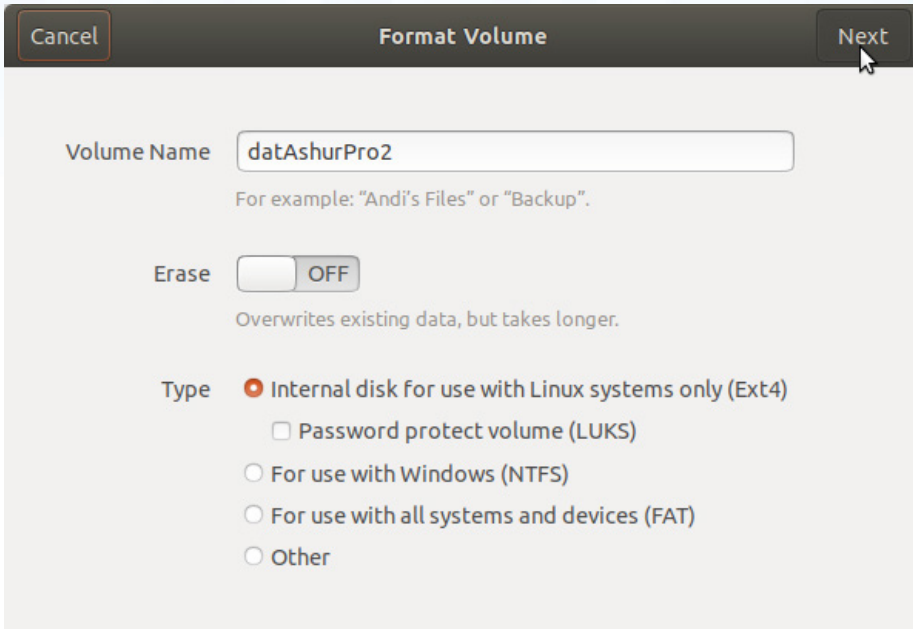 Cancel Format Volume Next
Volume Name datAshurPro2
For example: “Andi’s Files” or “Backup”.
Erase OFF
Overwrites existing data, but takes longer.
Type Internal disk for use with Linux systems only (Ext4)
Password protect volume (LUKS)
For use with Windows (NTFS)
For use with all systems and devices (FAT)
Other